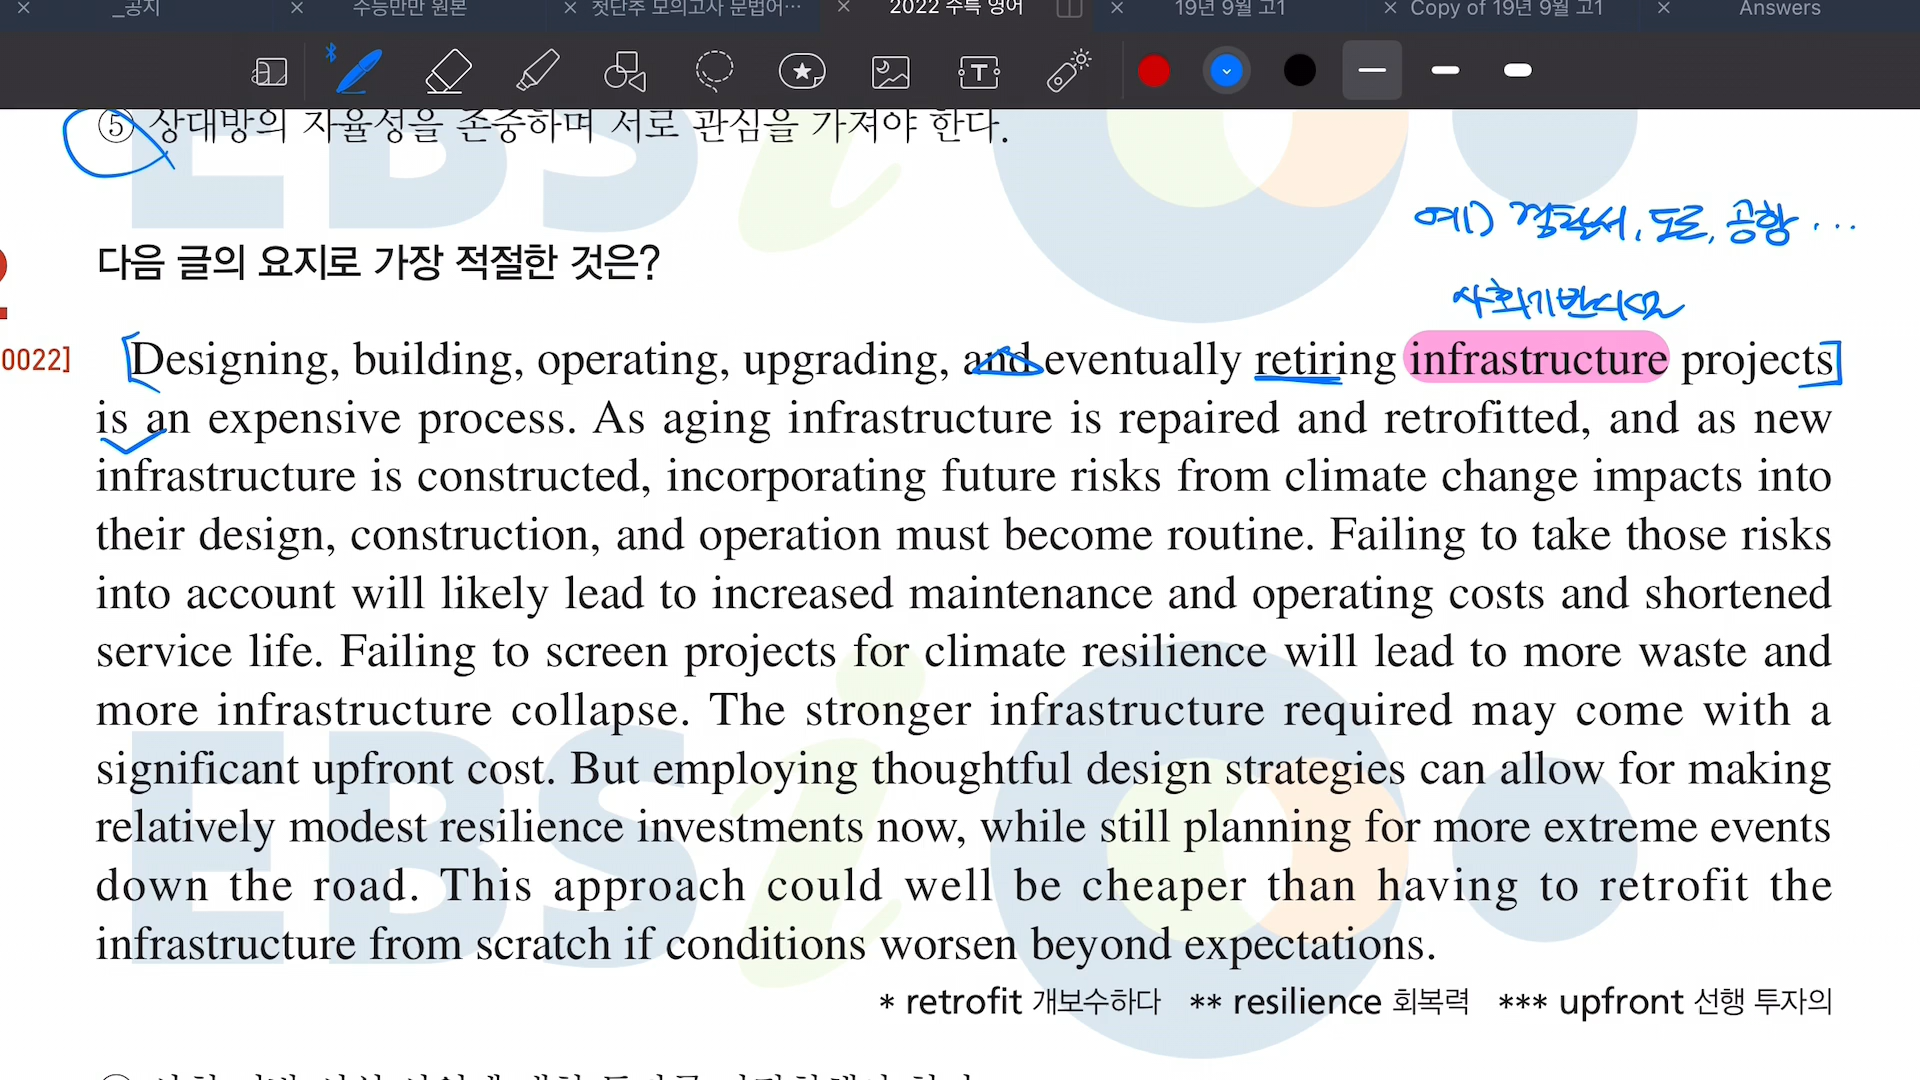 _공지
수능만만 원본
첫단추 모의고사 문법어…
2022 수특 영어
19년 9월 고1
Copy of 19년 9월 고1
Answers
⑤ 상대방의 자율성을 존중하며 서로 관심을 가져야 한다.
예) 경찰서, 도로, 공항 ...
다음 글의 요지로 가장 적절한 것은?
사회기반시설
0022]
Designing, building, operating, upgrading, and eventually retiring infrastructure projects
is an expensive process. As aging infrastructure is repaired and retrofitted, and as new
infrastructure is constructed, incorporating future risks from climate change impacts into
their design, construction, and operation must become routine. Failing to take those risks
into account will likely lead to increased maintenance and operating costs and shortened
service life. Failing to screen projects for climate resilience will lead to more waste and
more infrastructure collapse. The stronger infrastructure required may come with a
significant upfront cost. But employing thoughtful design strategies can allow for making
relatively modest resilience investments now, while still planning for more extreme events
down the road. This approach could well be cheaper than having to retrofit the
infrastructure from scratch if conditions worsen beyond expectations.
* retrofit 개보수하다 ** resilience 회복력 *** upfront 선행 투자의
EBSi
EBSi